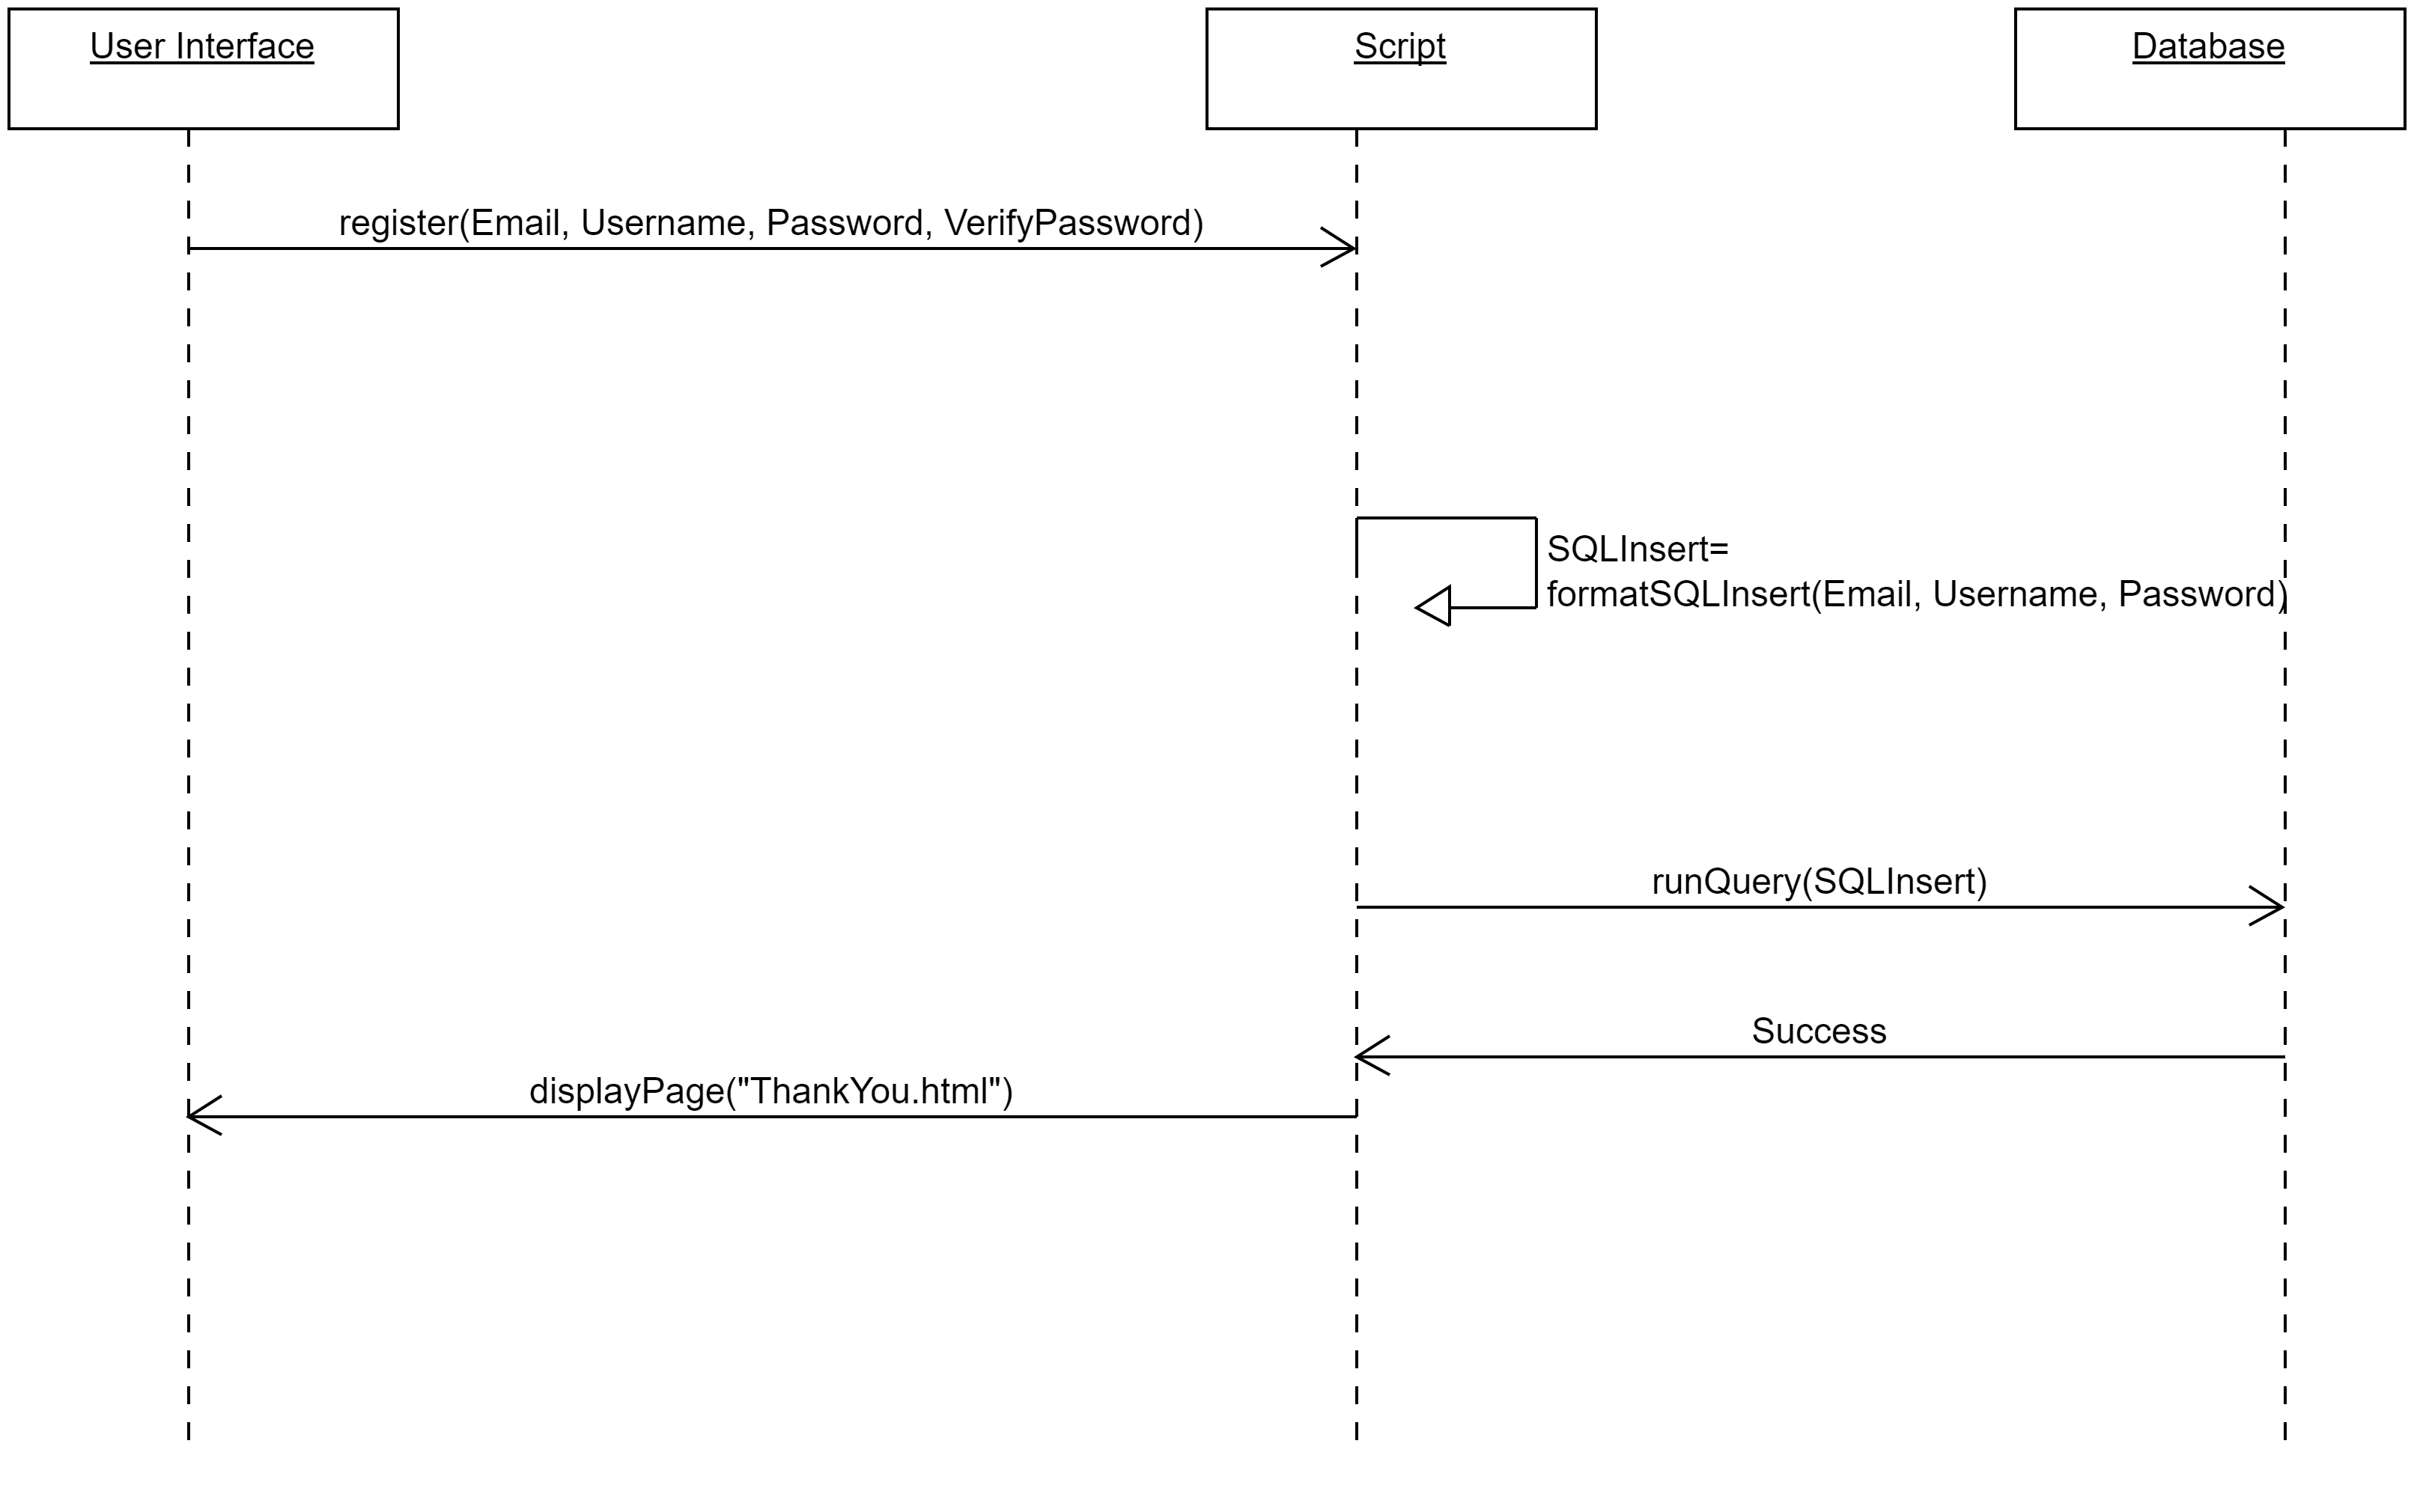 User Interface
Script
Database
register(Email, Username, Password, VerifyPassword)
SQLInsert=
formatSQLInsert(Email, Username, Password)
runQuery(SQLInsert)
Success
displayPage("ThankYou.html")